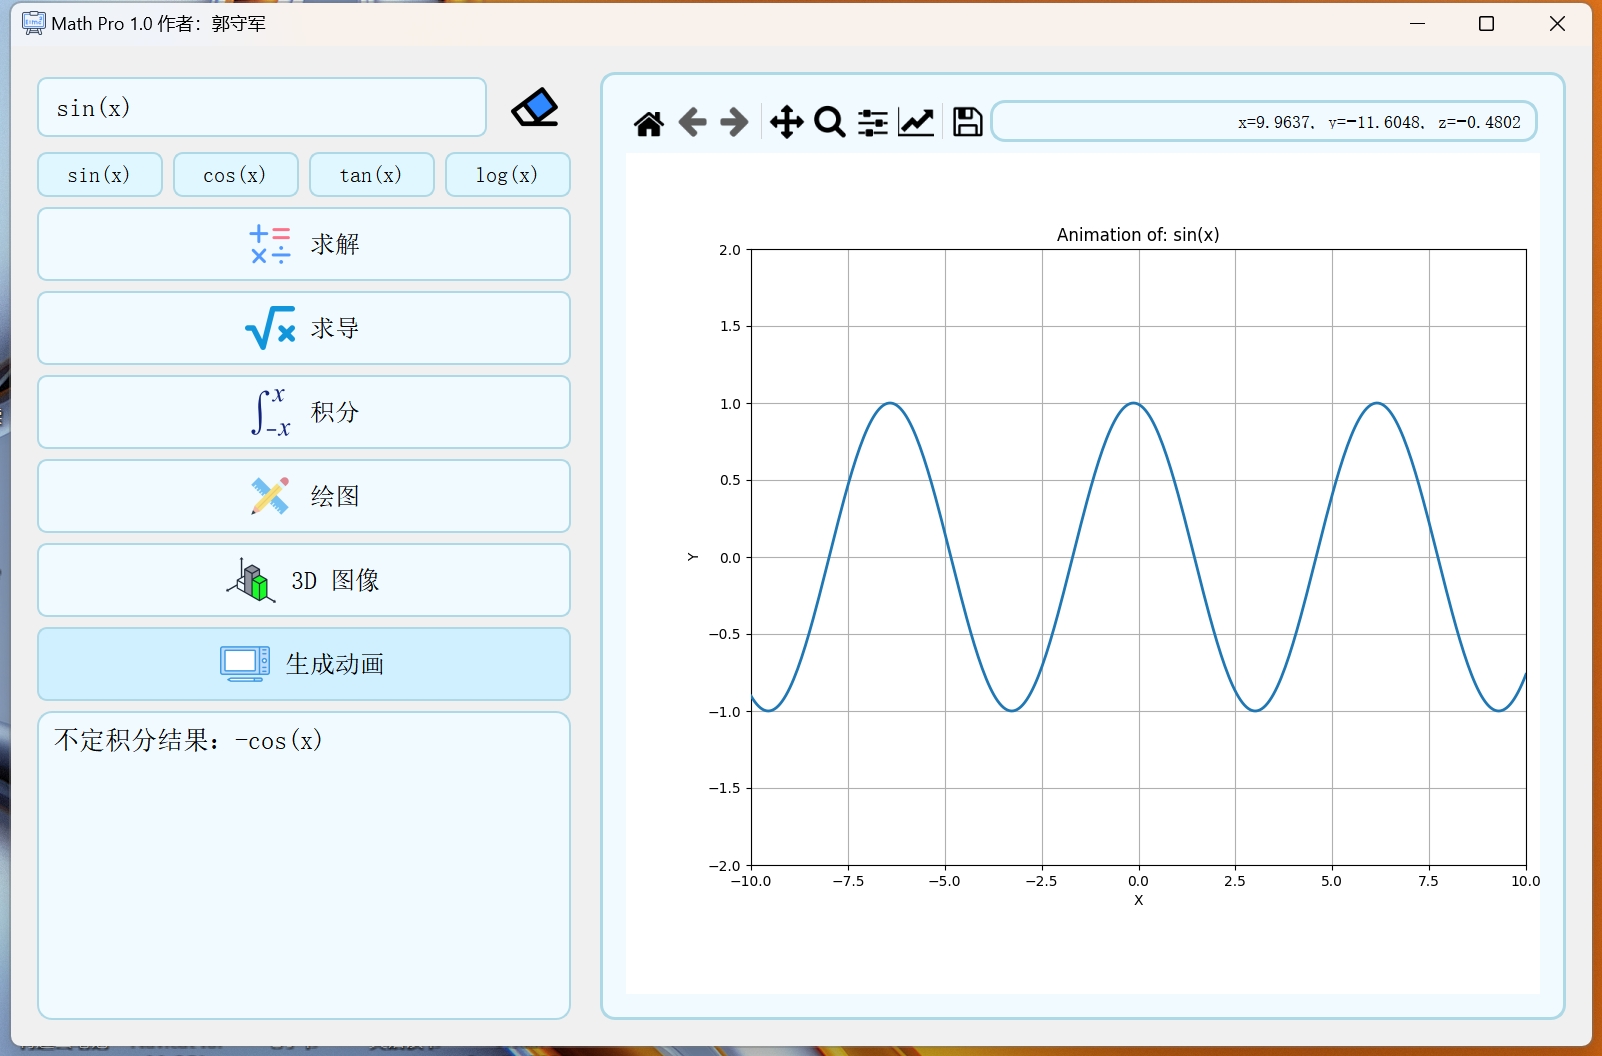 Math Pro 1.0 作者：郭守军
sin(x)
sin(x) cos(x) tan(x) log(x)
求解
求导
∫ x −x 积分
绘图
3D 图像
生成动画
不定积分结果：-cos(x)
x=9.9637, y=−11.6048, z=−0.4802
Animation of: sin(x)
2.0
1.5
1.0
0.5
0.0
−0.5
−1.0
−1.5
−2.0
Y
−10.0 −7.5 −5.0 −2.5 0.0 2.5 5.0 7.5 10.0
X